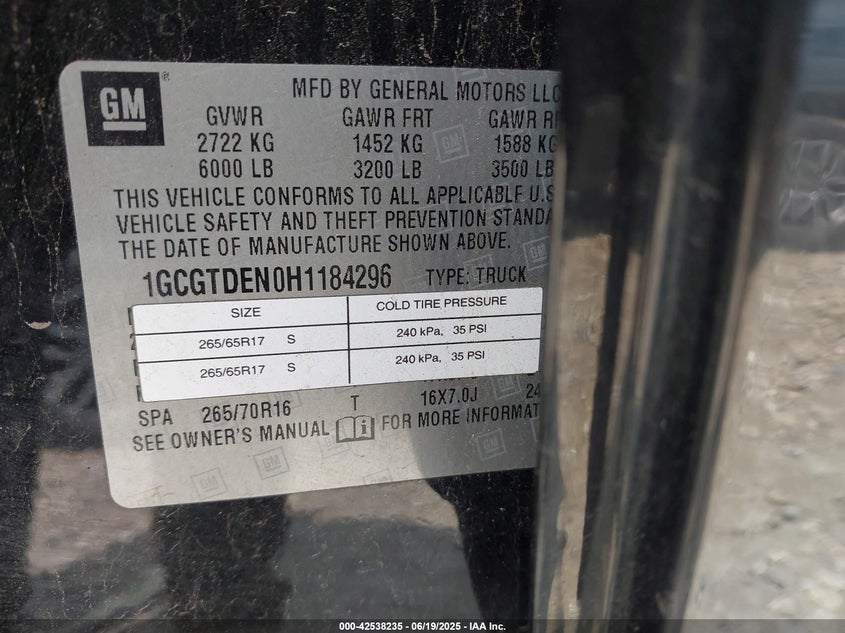 GM ®
MFD BY GENERAL MOTORS LLC
GVWR GAWR FRT GAWR
2722 KG 1452 KG 1588 KG
6000 LB 3200 LB 3500 LB
THIS VEHICLE CONFORMS TO ALL APPLICABLE U.S
VEHICLE SAFETY AND THEFT PREVENTION STANDA
THE DATE OF MANUFACTURE SHOWN ABOVE.
1GCGTDEN0H1184296 TYPE: TRUCK
SIZE COLD TIRE PRESSURE
265/65R17 S 240 kPa, 35 PSI
265/65R17 S 240 kPa, 35 PSI
SPA 265/70R16 T 16X7.0J 24
SEE OWNER'S MANUAL FOR MORE INFORMAT
000-42538235 - 06/19/2025 - IAA Inc.